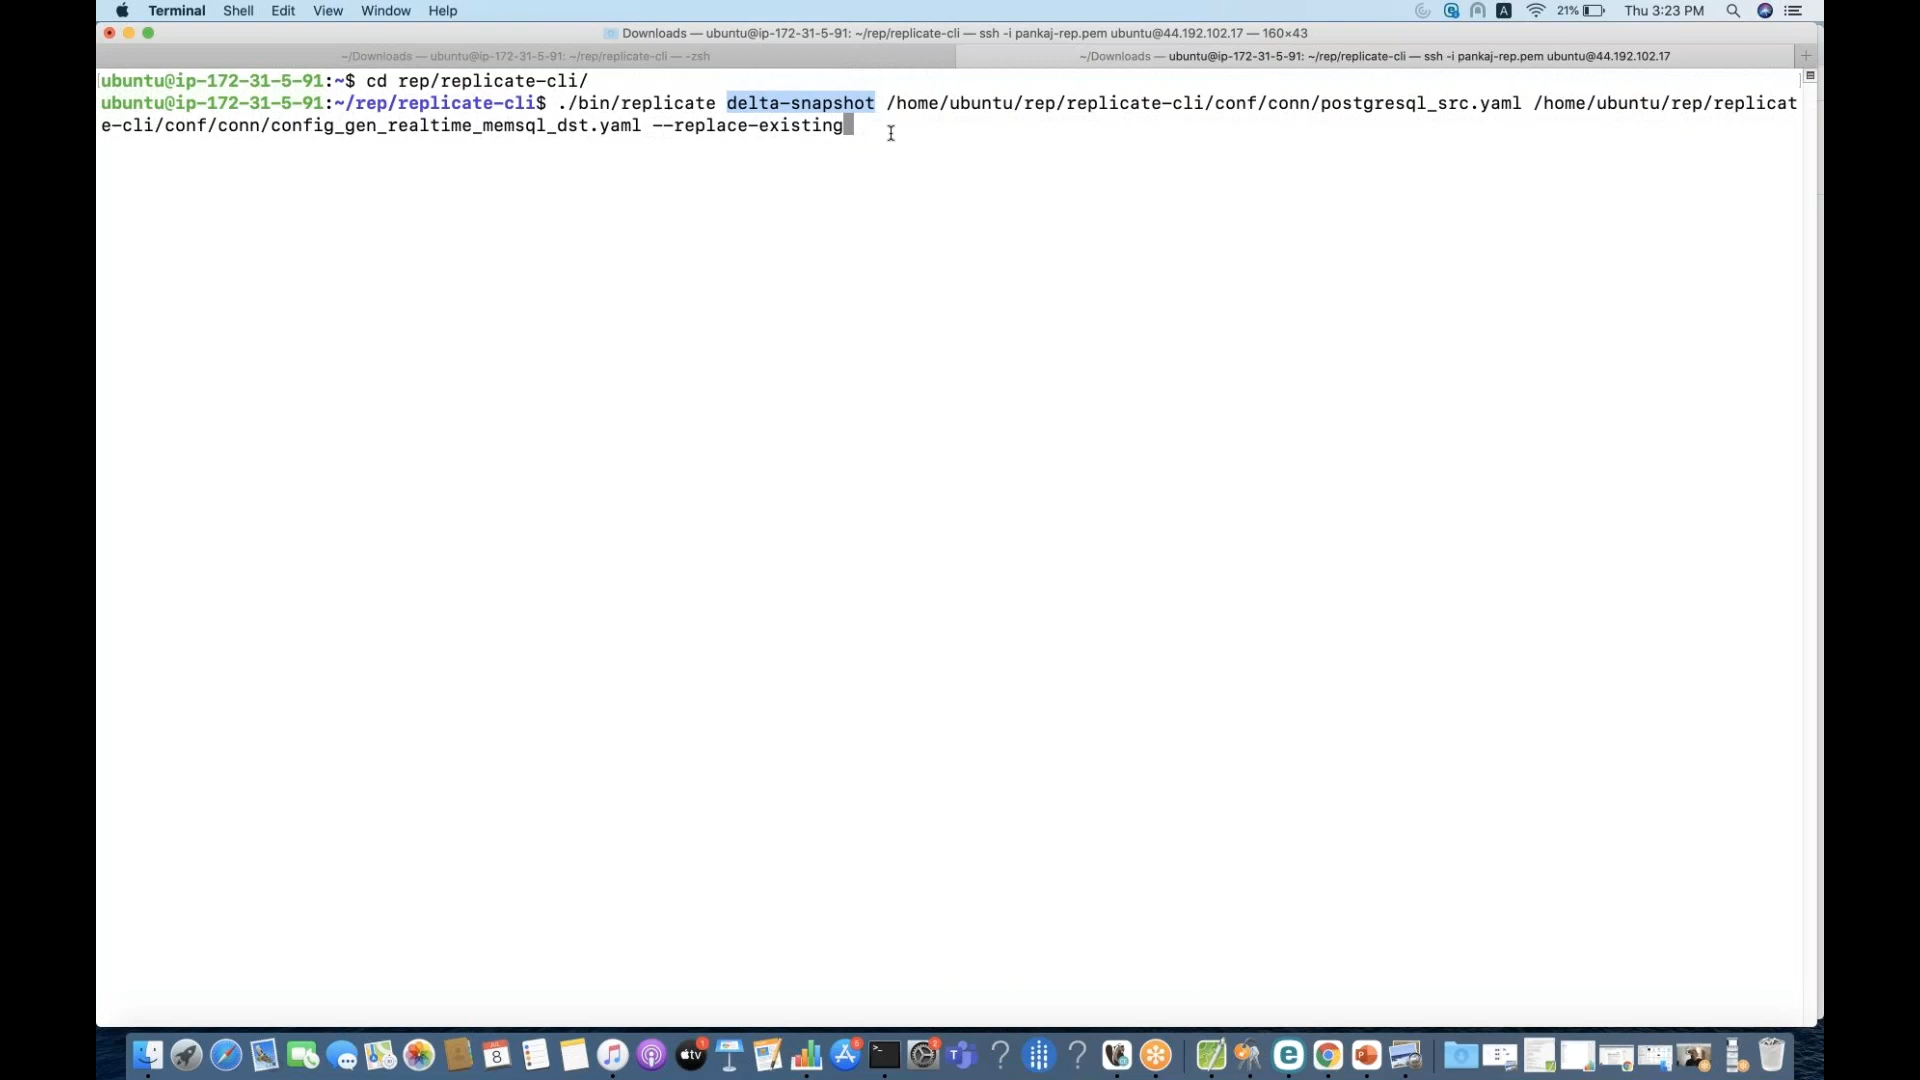 Terminal Shell Edit View Window Help 21% Thu 3:23 PM
Downloads — ubuntu@ip-172-31-5-91: ~/rep/replicate-cli — ssh -i pankaj-rep.pem ubuntu@44.192.102.17 — 160×43
~/Downloads — ubuntu@ip-172-31-5-91: ~/rep/replicate-cli — -zsh
~/Downloads — ubuntu@ip-172-31-5-91: ~/rep/replicate-cli — ssh -i pankaj-rep.pem ubuntu@44.192.102.17
ubuntu@ip-172-31-5-91:~$ cd rep/replicate-cli/
ubuntu@ip-172-31-5-91:~/rep/replicate-cli$ ./bin/replicate delta-snapshot /home/ubuntu/rep/replicate-cli/conf/conn/postgresql_src.yaml /home/ubuntu/rep/replicat
e-cli/conf/conn/config_gen_realtime_memsql_dst.yaml --replace-existing